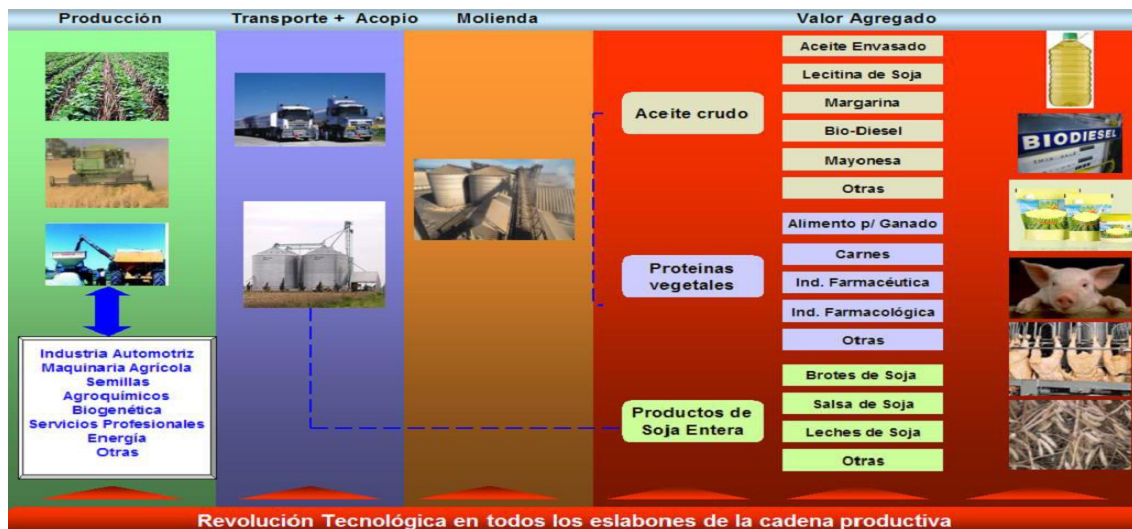 Producción
Transporte + Acopio
Molienda
Valor Agregado
Industria Automotriz
Maquinaria Agrícola
Semillas
Agroquímicos
Biogenética
Servicios Profesionales
Energía
Otras
Aceite crudo
Aceite Envasado
Lecitina de Soja
Margarina
Bio-Diesel
Mayonesa
Otras
Proteínas
vegetales
Alimento p/ Ganado
Carnes
Ind. Farmacéutica
Ind. Farmacológica
Otras
Productos de
Soja Entera
Brotes de Soja
Salsa de Soja
Leches de Soja
Otras
BIODIESEL
Revolución Tecnológica en todos los eslabones de la cadena productiva